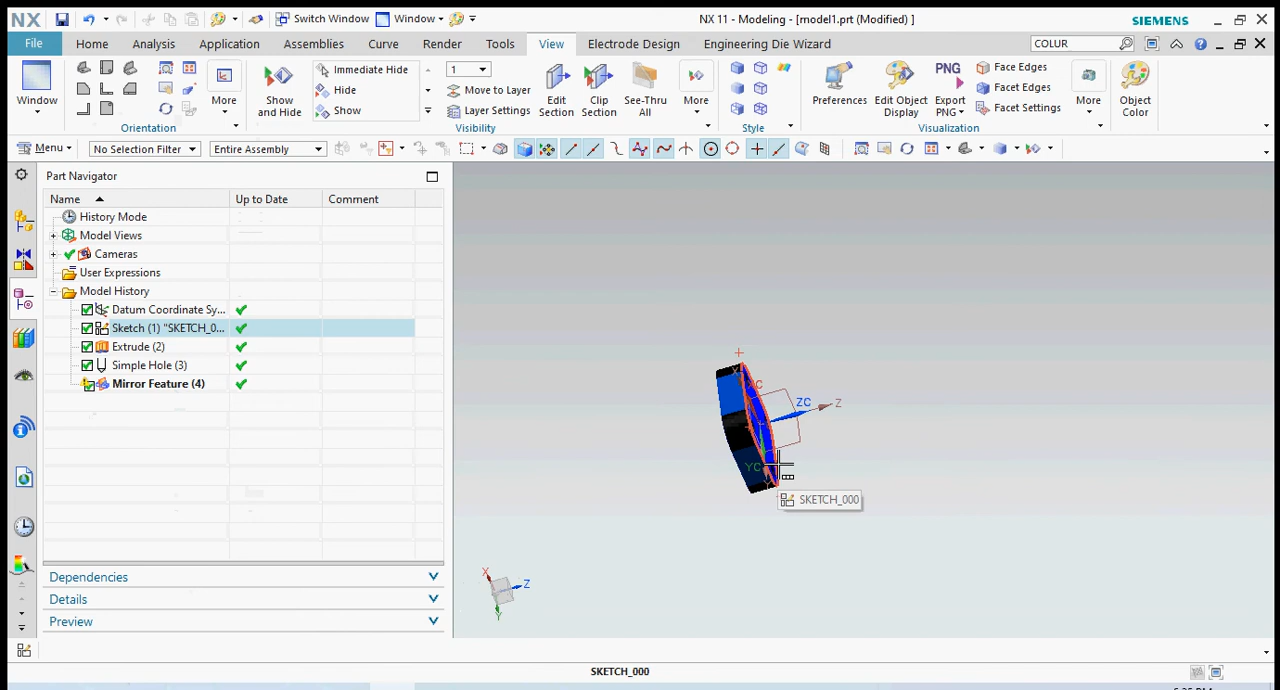 NX Switch Window Window NX 11 - Modeling - [model1.prt (Modified) ] SIEMENS
File Home Analysis Application Assemblies Curve Render Tools View Electrode Design Engineering Die Wizard COLUR
Window More Show and Hide Immediate Hide Hide Show 1 Move to Layer Layer Settings Edit Section Clip Section See-Thru All More Preferences Edit Object Display PNG Export PNG Face Edges Facet Edges Facet Settings More Object Color
Orientation Visibility Style Visualization
Menu No Selection Filter Entire Assembly
Part Navigator
Name Up to Date Comment
History Mode
Model Views
Cameras
User Expressions
Model History
Datum Coordinate Sy...
Sketch (1) "SKETCH_0...
Extrude (2)
Simple Hole (3)
Mirror Feature (4)
X
XC
ZC Z
YC
SKETCH_000
X
Z
Y
Dependencies
Details
Preview
SKETCH_000